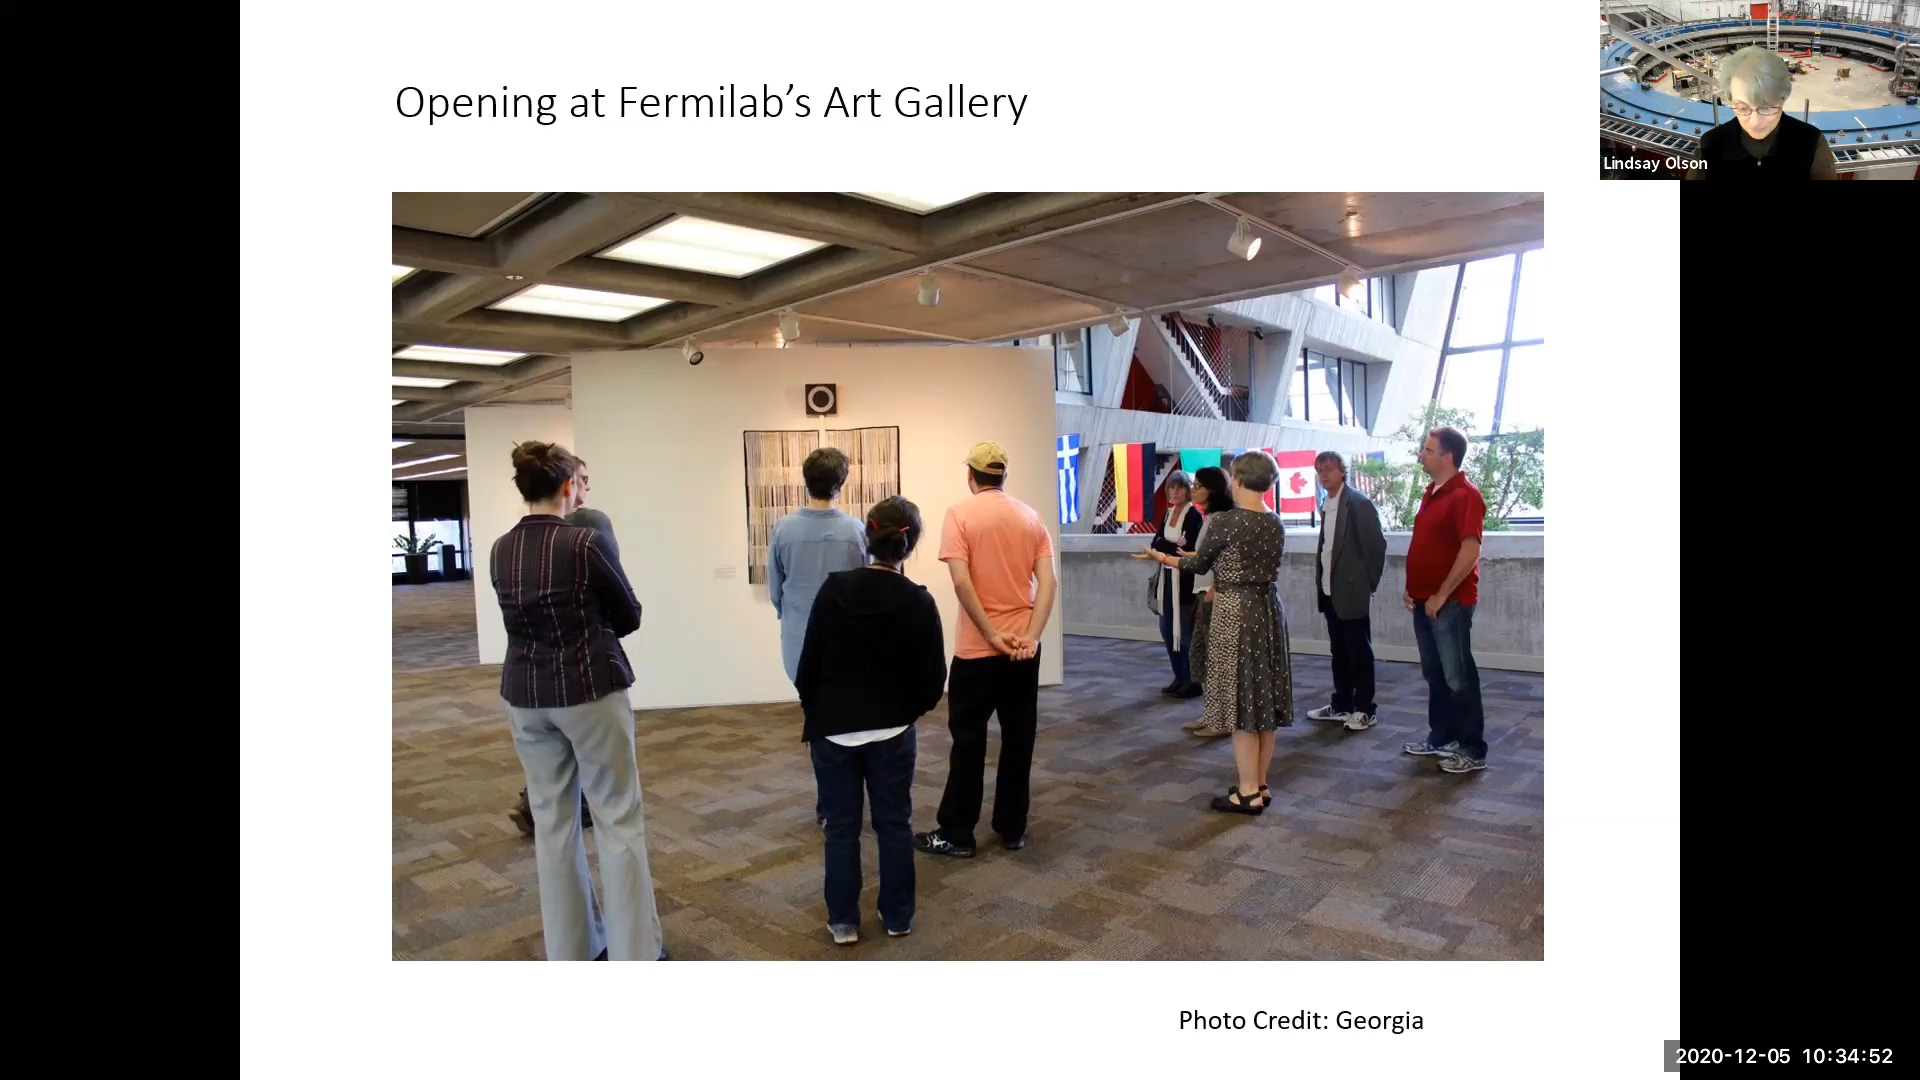 Opening at Fermilab’s Art Gallery
Lindsay Olson
Photo Credit: Georgia
2020-12-05 10:34:52